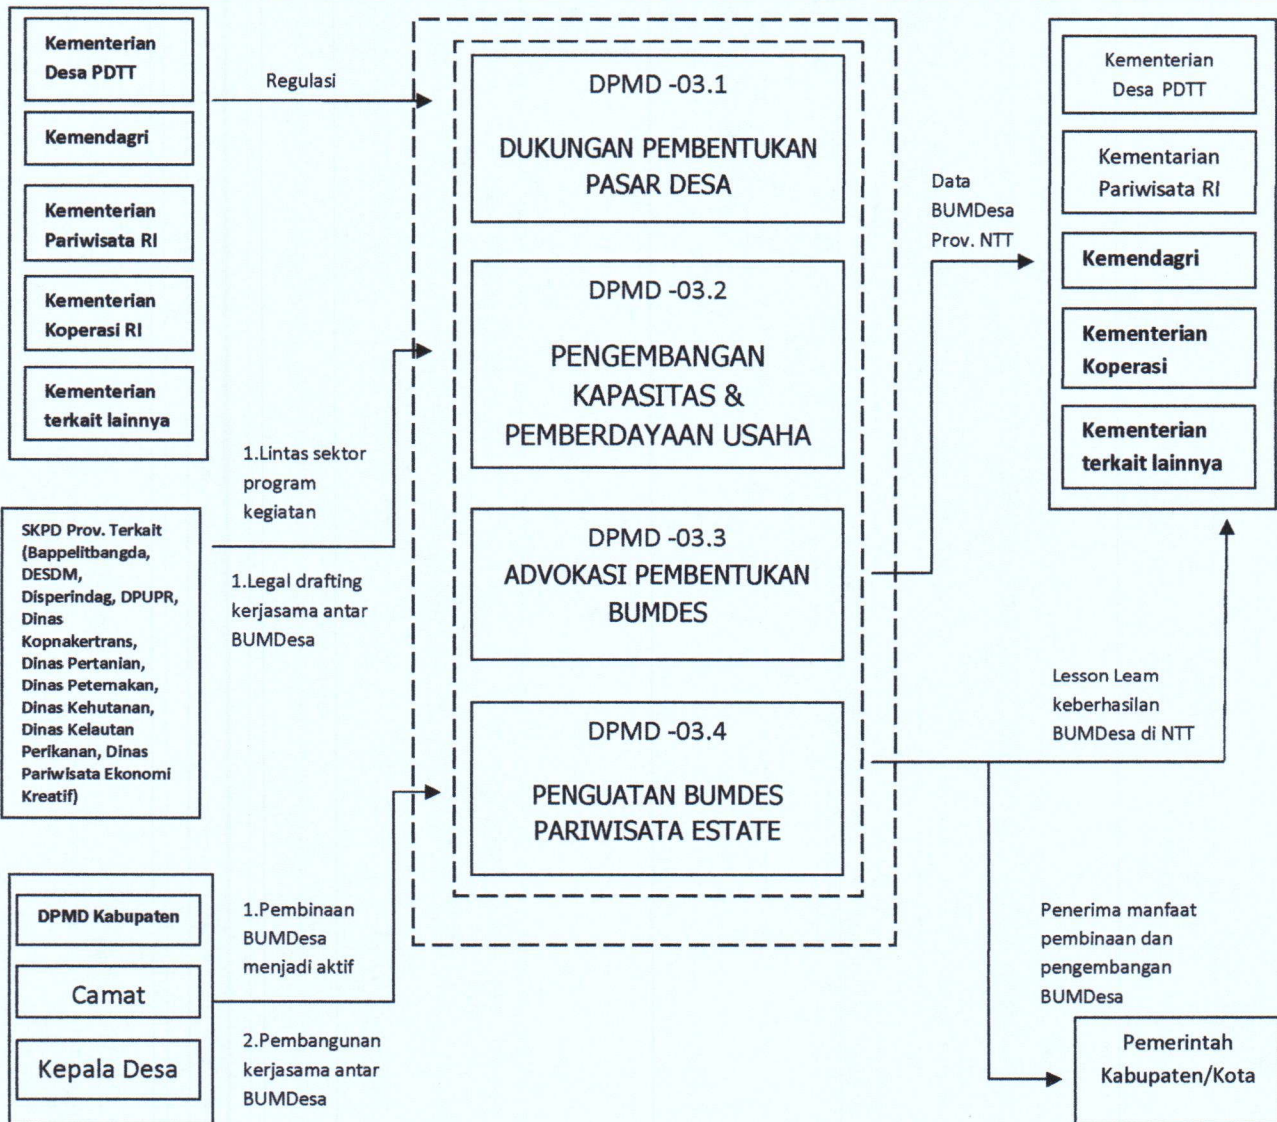 Kementerian
Desa PDTT
Kemendagri
Kementerian
Pariwisata RI
Kementerian
Koperasi RI
Kementerian
terkait lainnya
Regulasi
1.Lintas sektor
program
kegiatan
1.Legal drafting
kerjasama antar
BUMDesa
SKPD Prov. Terkait
(Bappelitbangda,
DESDM,
Disperindag, DPUPR,
Dinas
Kopnakertrans,
Dinas Pertanian,
Dinas Peternakan,
Dinas Kehutanan,
Dinas Kelautan
Perikanan, Dinas
Pariwisata Ekonomi
Kreatif)
DPMD Kabupaten
Camat
Kepala Desa
1.Pembinaan
BUMDesa
menjadi aktif
2.Pembangunan
kerjasama antar
BUMDesa
DPMD -03.1
DUKUNGAN PEMBENTUKAN
PASAR DESA
DPMD -03.2
PENGEMBANGAN
KAPASITAS &
PEMBERDAYAAN USAHA
DPMD -03.3
ADVOKASI PEMBENTUKAN
BUMDES
DPMD -03.4
PENGUATAN BUMDES
PARIWISATA ESTATE
Data
BUMDesa
Prov. NTT
Kementerian
Desa PDTT
Kementarian
Pariwisata RI
Kemendagri
Kementerian
Koperasi
Kementerian
terkait lainnya
Lesson Leam
keberhasilan
BUMDesa di NTT
Penerima manfaat
pembinaan dan
pengembangan
BUMDesa
Pemerintah
Kabupaten/Kota